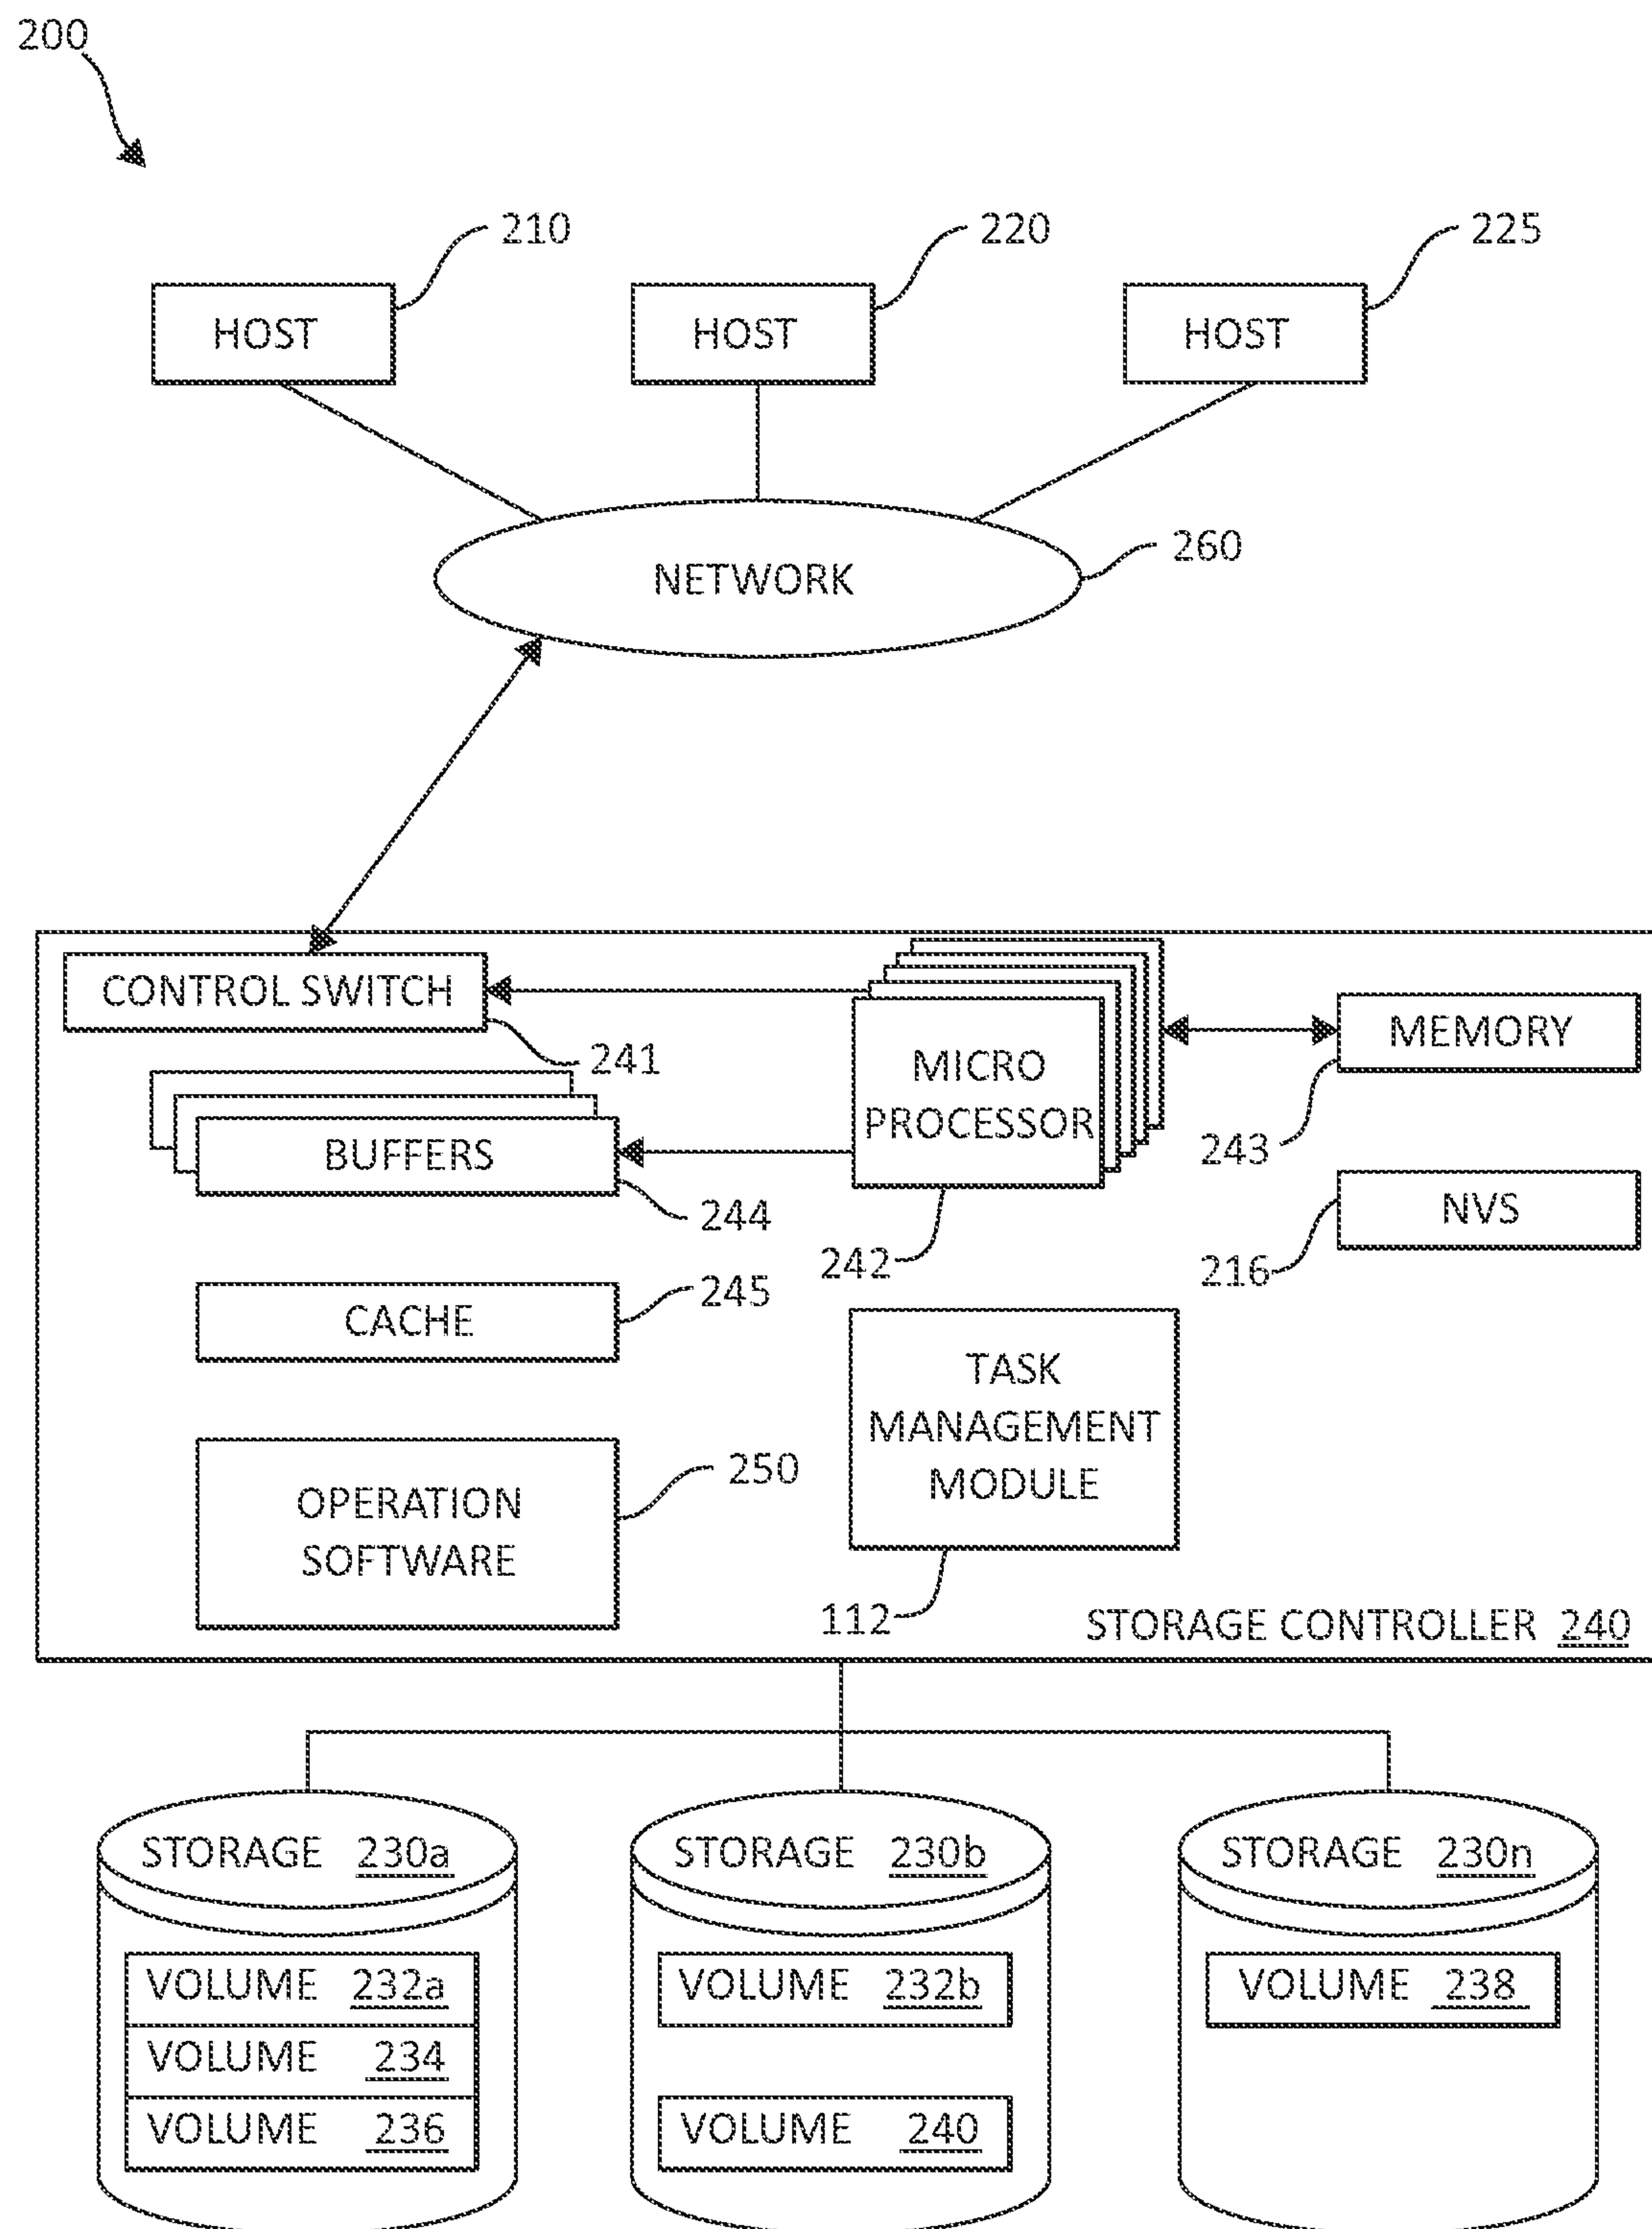 200
210
220
225
HOST
HOST
HOST
260
NETWORK
CONTROL SWITCH
241
MICRO
PROCESSOR
242
MEMORY
243
BUFFERS
244
NVS
216
CACHE
245
TASK
MANAGEMENT
MODULE
112
OPERATION
SOFTWARE
250
STORAGE CONTROLLER 240
STORAGE 230a
STORAGE 230b
STORAGE 230n
VOLUME 232a
VOLUME 234
VOLUME 236
VOLUME 232b
VOLUME 240
VOLUME 238